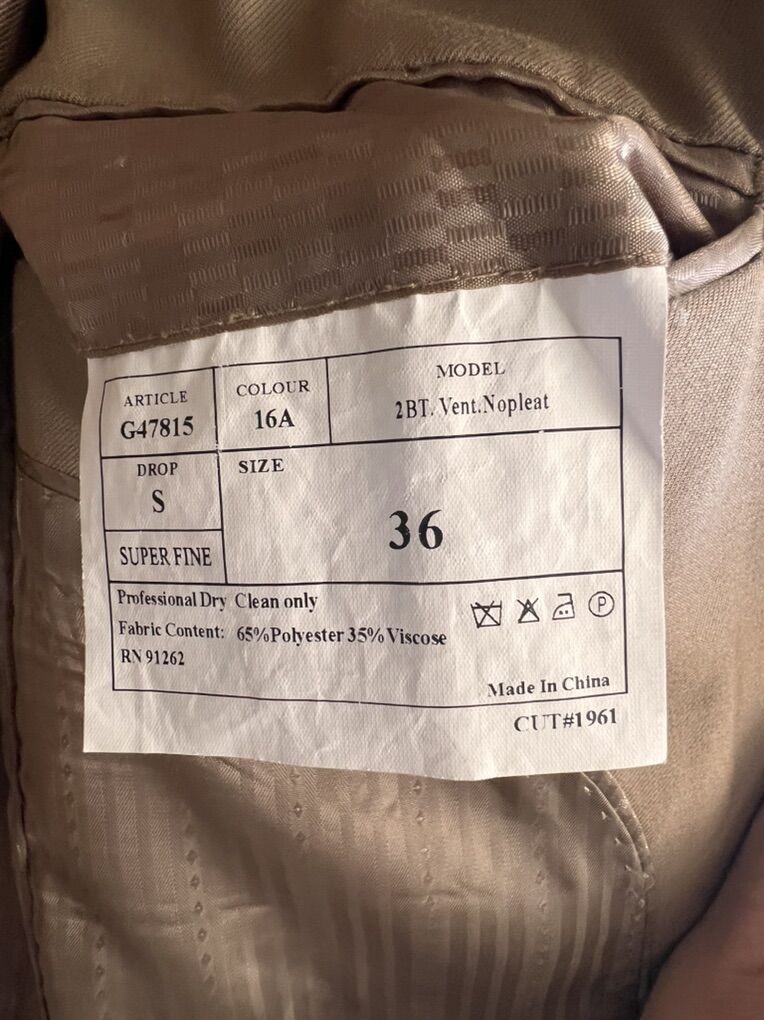 ARTICLE
G47815
COLOUR
16A
MODEL
2BT. Vent.Nopleat
DROP
S
SIZE
36
SUPER FINE
Professional Dry Clean only
Fabric Content: 65%Polyester 35%Viscose
RN 91262
P
Made In China
CUT#1961